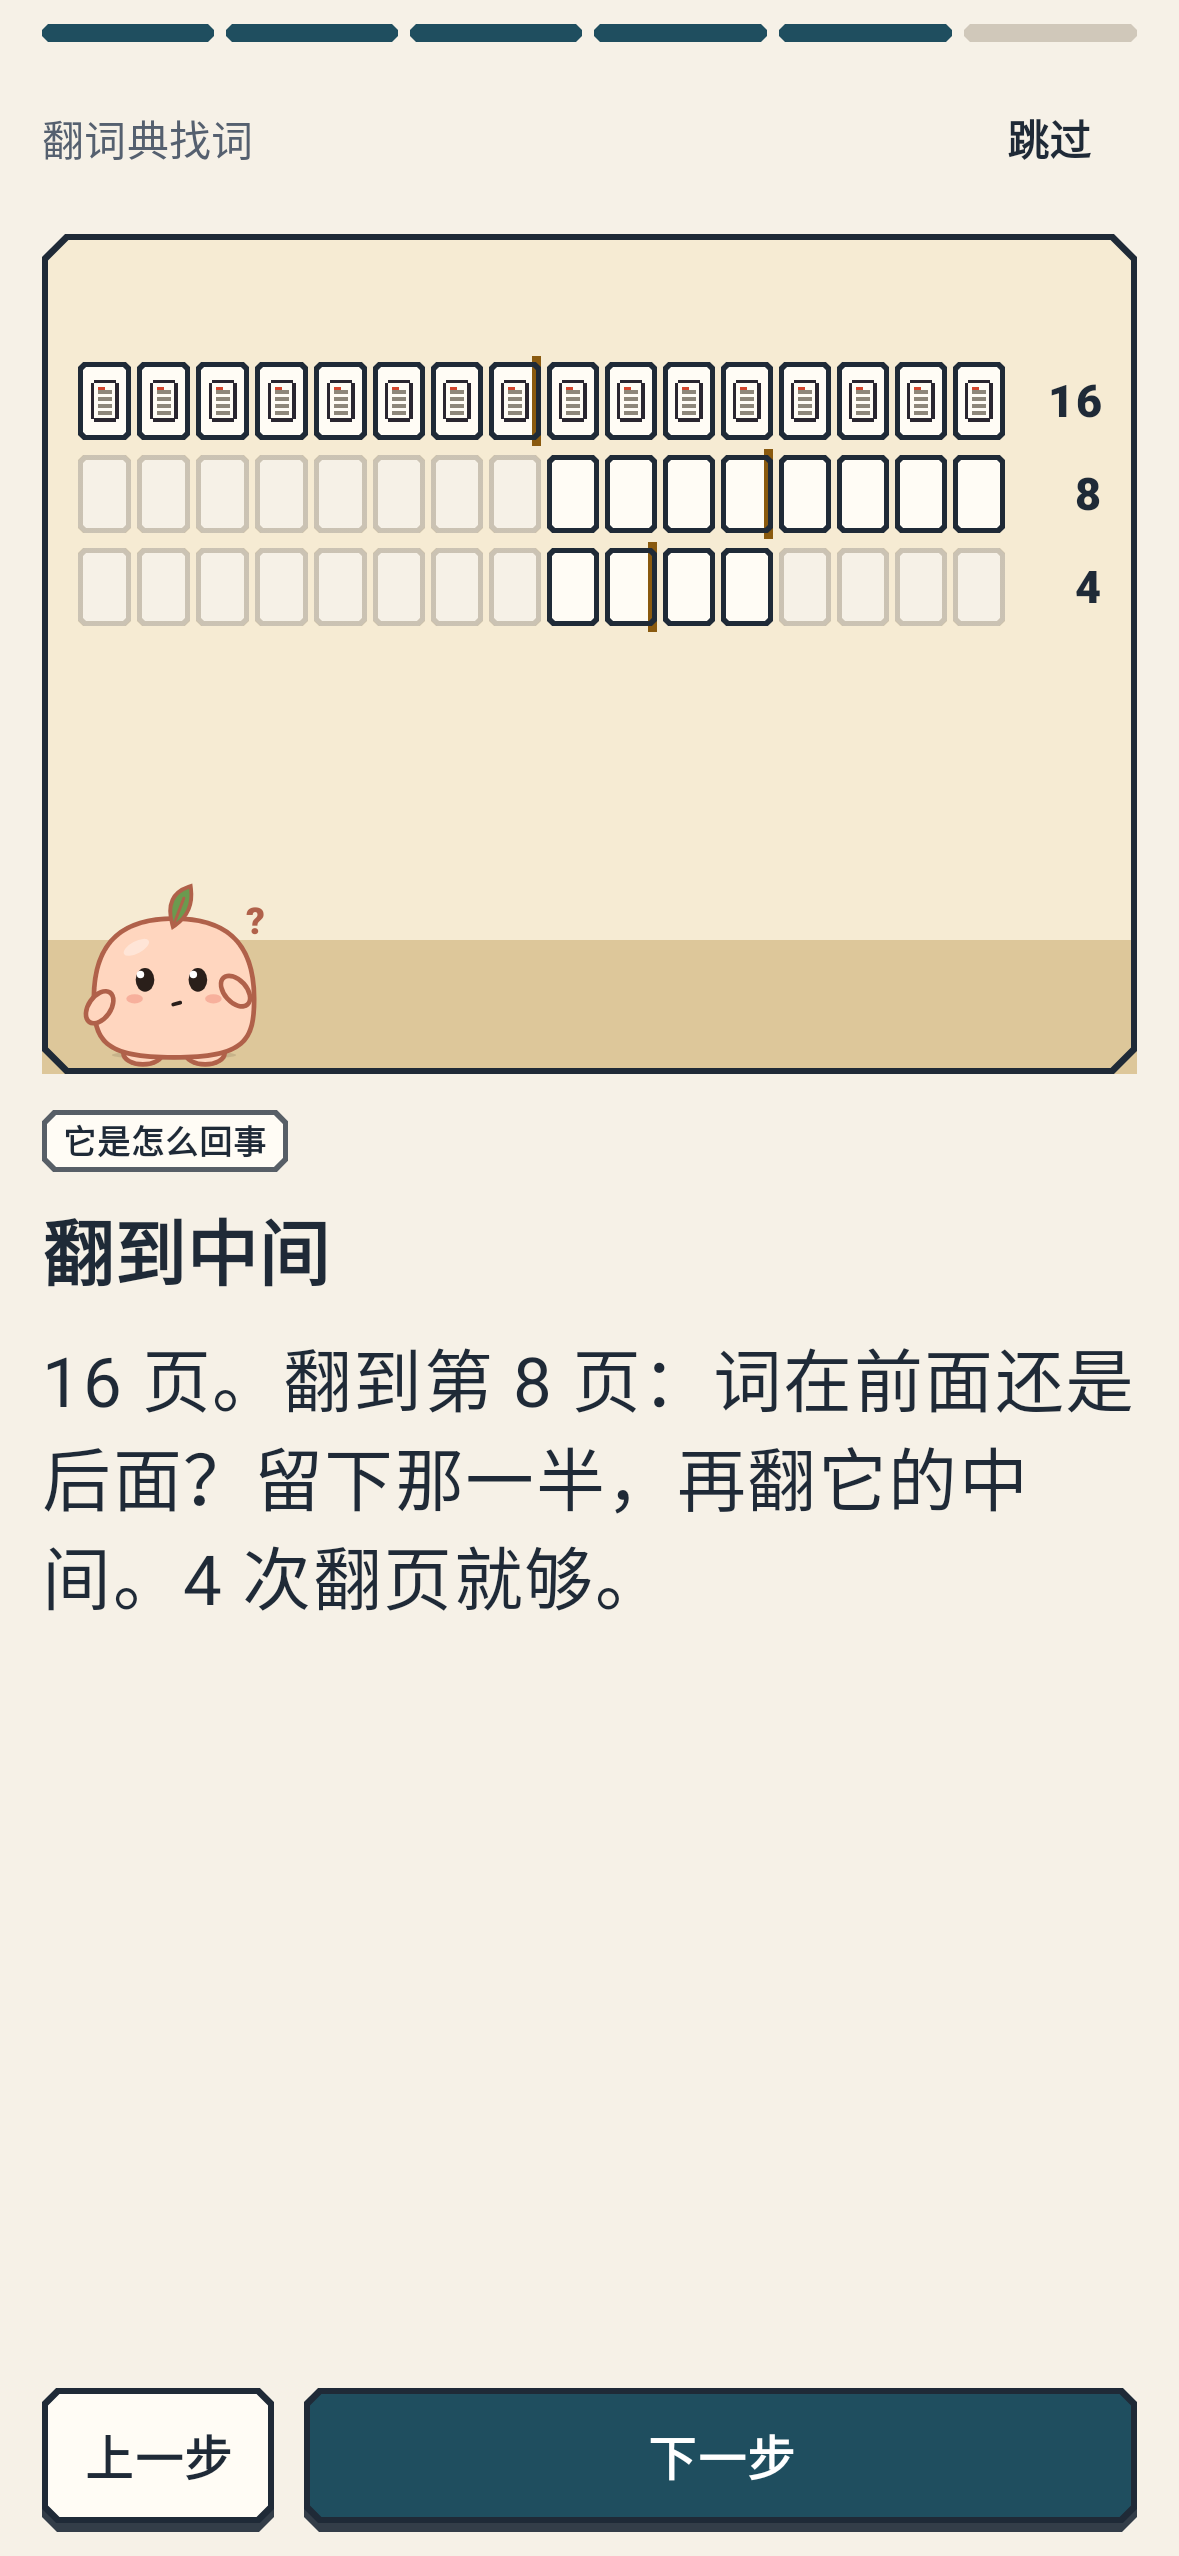 翻词典找词
跳过
16
8
4
?
它是怎么回事
翻到中间
16 页。翻到第 8 页：词在前面还是
后面？留下那一半，再翻它的中
间。4 次翻页就够。
上一步
下一步